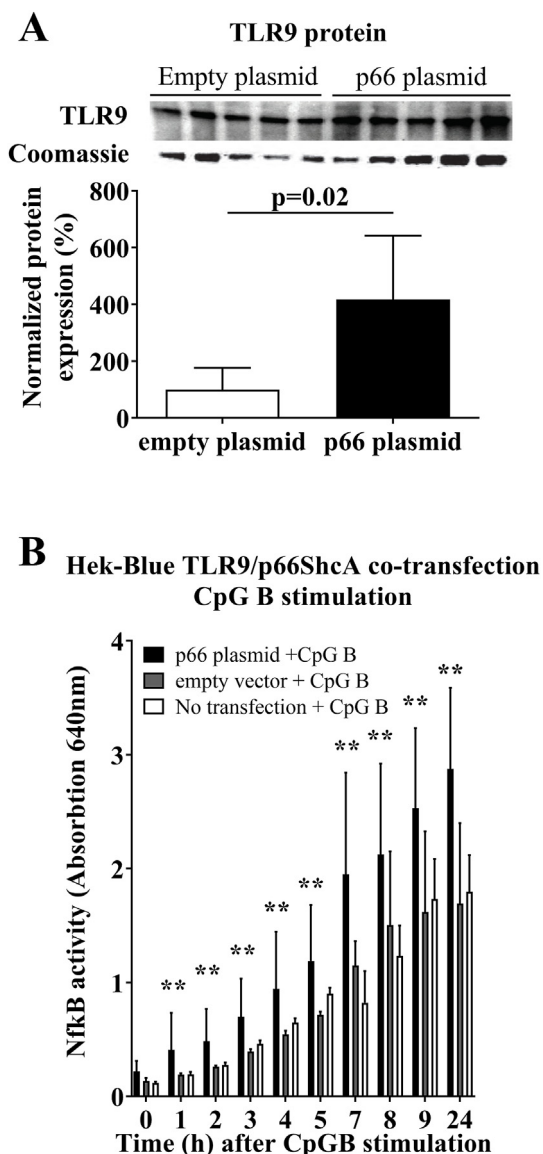 A
TLR9 protein
Empty plasmid p66 plasmid
TLR9
Coomassie
Normalized protein
expression (%)
800
600
400
200
0
p=0.02
empty plasmid p66 plasmid
B
Hek-Blue TLR9/p66ShcA co-transfection
CpG B stimulation
NfkB activity (Absorbtion 640nm)
4
3
2
1
0
p66 plasmid +CpG B
empty vector + CpG B
No transfection + CpG B
** ** ** ** ** ** ** ** **
0 1 2 3 4 5 7 8 9 24
Time (h) after CpGB stimulation